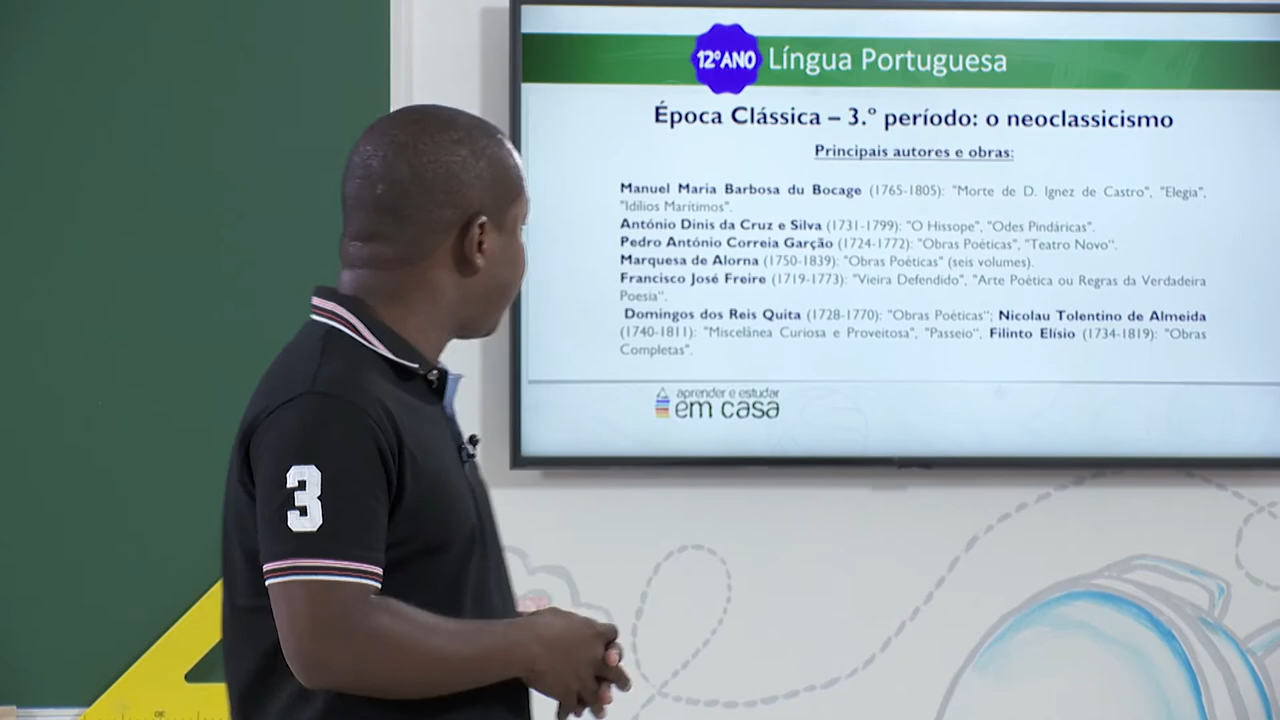 12ºANO Língua Portuguesa
Época Clássica – 3.º período: o neoclassicismo
Principais autores e obras:
Manuel Maria Barbosa du Bocage (1765-1805): "Morte de D. Ignez de Castro", "Elegia",
"Idílios Marítimos".
António Dinis da Cruz e Silva (1731-1799): "O Hissope", "Odes Pindáricas".
Pedro António Correia Garção (1724-1772): "Obras Poéticas", "Teatro Novo".
Marquesa de Alorna (1750-1839): "Obras Poéticas" (seis volumes).
Francisco José Freire (1719-1773): "Vieira Defendido", "Arte Poética ou Regras da Verdadeira
Poesia".
Domingos dos Reis Quita (1728-1770): "Obras Poéticas"; Nicolau Tolentino de Almeida
(1740-1811): "Miscelânea Curiosa e Proveitosa", "Passeio", Filinto Elísio (1734-1819): "Obras
Completas".
aprender e estudar
em casa
3
30